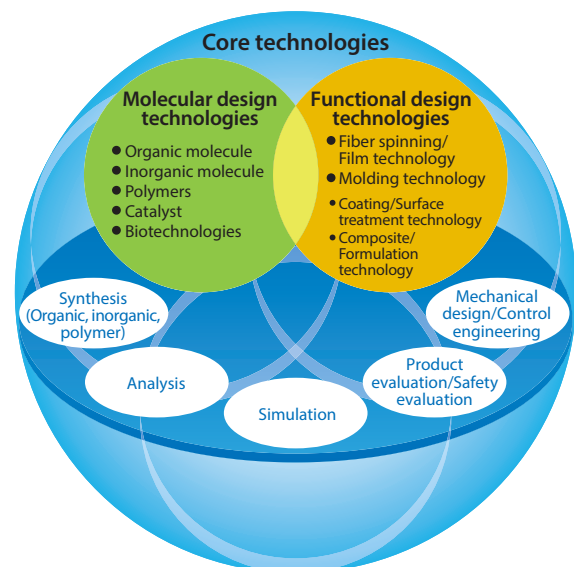 Core technologies
Molecular design
technologies
● Organic molecule
● Inorganic molecule
● Polymers
● Catalyst
● Biotechnologies
Functional design
technologies
● Fiber spinning/
Film technology
● Molding technology
● Coating/Surface
treatment technology
● Composite/
Formulation
technology
Synthesis
(Organic, inorganic,
polymer)
Analysis
Simulation
Product
evaluation/Safety
evaluation
Mechanical
design/Control
engineering